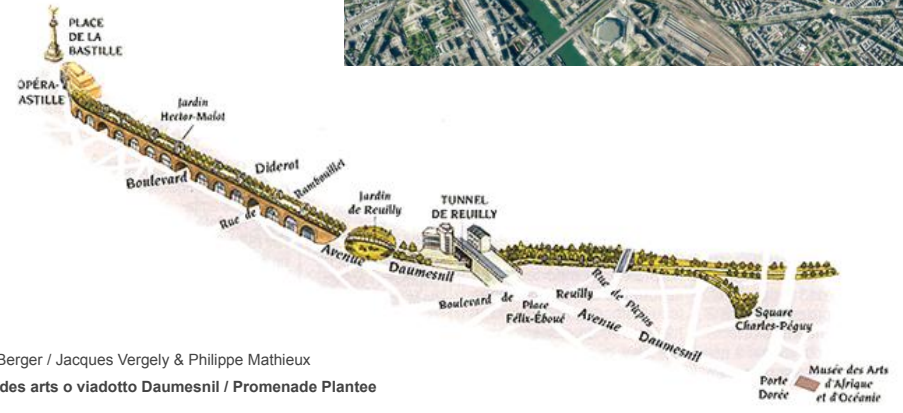 PLACE
DE LA
BASTILLE
OPÉRA-
ASTILLE
Jardin
Hector-Malot
Boulevard
Diderot
Rue de
Rambouillet
Jardin
de Reuilly
TUNNEL
DE REUILLY
Avenue
Daumesnil
Boulevard de
Reuilly
Place
Félix-Éboué
Rue de Picpus
Avenue
Daumesnil
Square
Charles-Péguy
Porte
Dorée
Musée des Arts
d'Afrique
et d'Océanie
Berger / Jacques Vergely & Philippe Mathieux
des arts o viadotto Daumesnil / Promenade Plantee